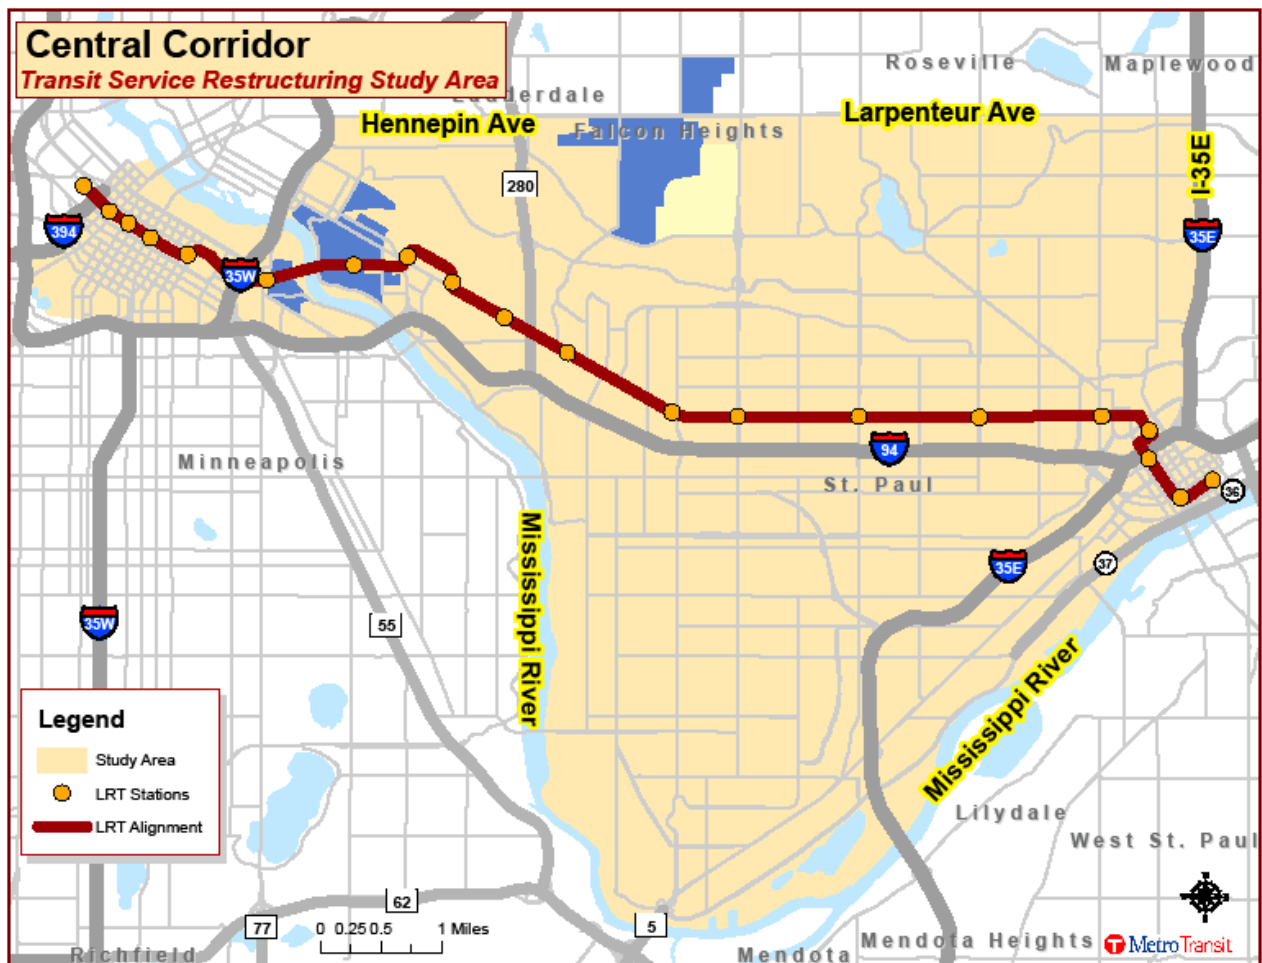 Central Corridor
Transit Service Restructuring Study Area
Roseville
Maplewood
Lauderdale
Hennepin Ave
Falcon Heights
Larpenteur Ave
I-35E
280
394
35W
35E
94
Minneapolis
St. Paul
36
37
35E
Mississippi River
35W
55
Mississippi River
Legend
Study Area
LRT Stations
LRT Alignment
Lilydale
West St. Paul
62
77
5
0 0.25 0.5 1 Miles
Richfield
Mendota
Mendota Heights
T MetroTransit